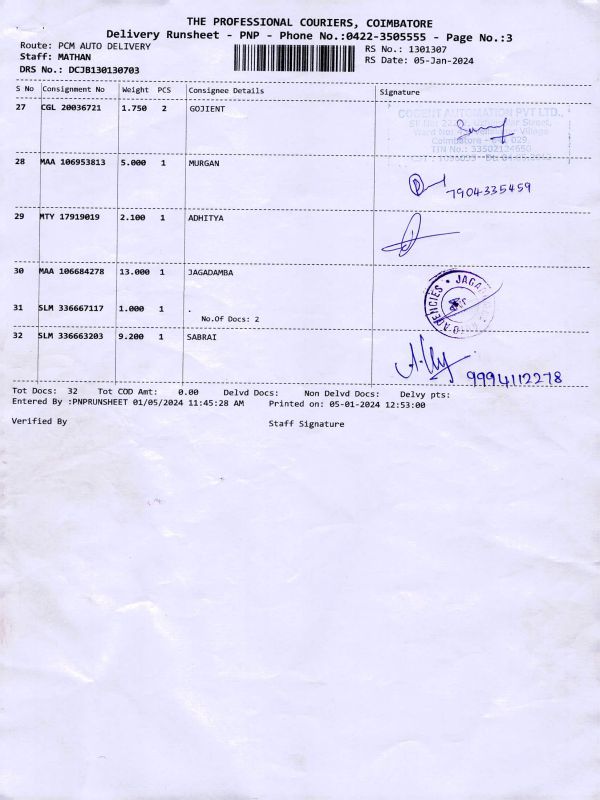 THE PROFESSIONAL COURIERS, COIMBATORE
Delivery Runsheet - PNP - Phone No.:0422-3505555 - Page No.:3
Route: PCM AUTO DELIVERY
RS No.: 1301307
Staff: MATHAN
RS Date: 05-Jan-2024
DRS No.: DCJB130130703
S No Consignment No Weight PCS Consignee Details Signature
27 CGL 20036721 1.750 2 GOJIENT
COGENT AUTOMATION PVT LTD.,
28 MAA 106953813 5.000 1 MURGAN
7904335459
29 MTY 17919019 2.100 1 ADHITYA
30 MAA 106684278 13.000 1 JAGADAMBA
AGENCIES • JAGA
31 SLM 336667117 1.000 1 .
No.Of Docs: 2
32 SLM 336663203 9.200 1 SABRAI
9994112278
Tot Docs: 32 Tot COD Amt: 0.00 Delvd Docs: Non Delvd Docs: Delvy pts:
Entered By :PNPRUNSHEET 01/05/2024 11:45:28 AM Printed on: 05-01-2024 12:53:00
Verified By Staff Signature